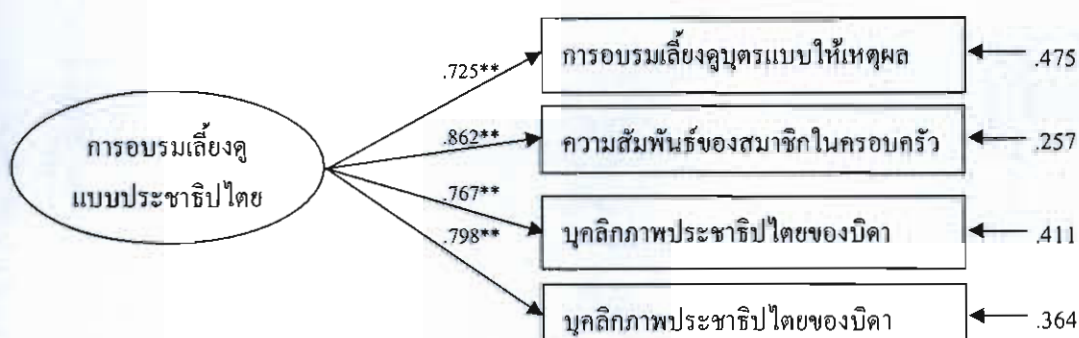 การอบรมเลี้ยงดูบุตรแบบให้เหตุผล
.475
.725**
ความสัมพันธ์ของสมาชิกในครอบครัว
.257
.862**
การอบรมเลี้ยงดู
แบบประชาธิปไตย
.767**
บุคลิกภาพประชาธิปไตยของบิดา
.411
.798**
บุคลิกภาพประชาธิปไตยของบิดา
.364